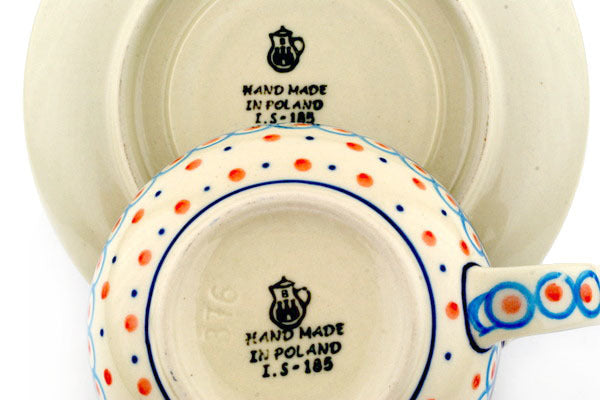 B
HAND MADE
IN POLAND
I.S-185
376
B
HAND MADE
IN POLAND
I.S-185